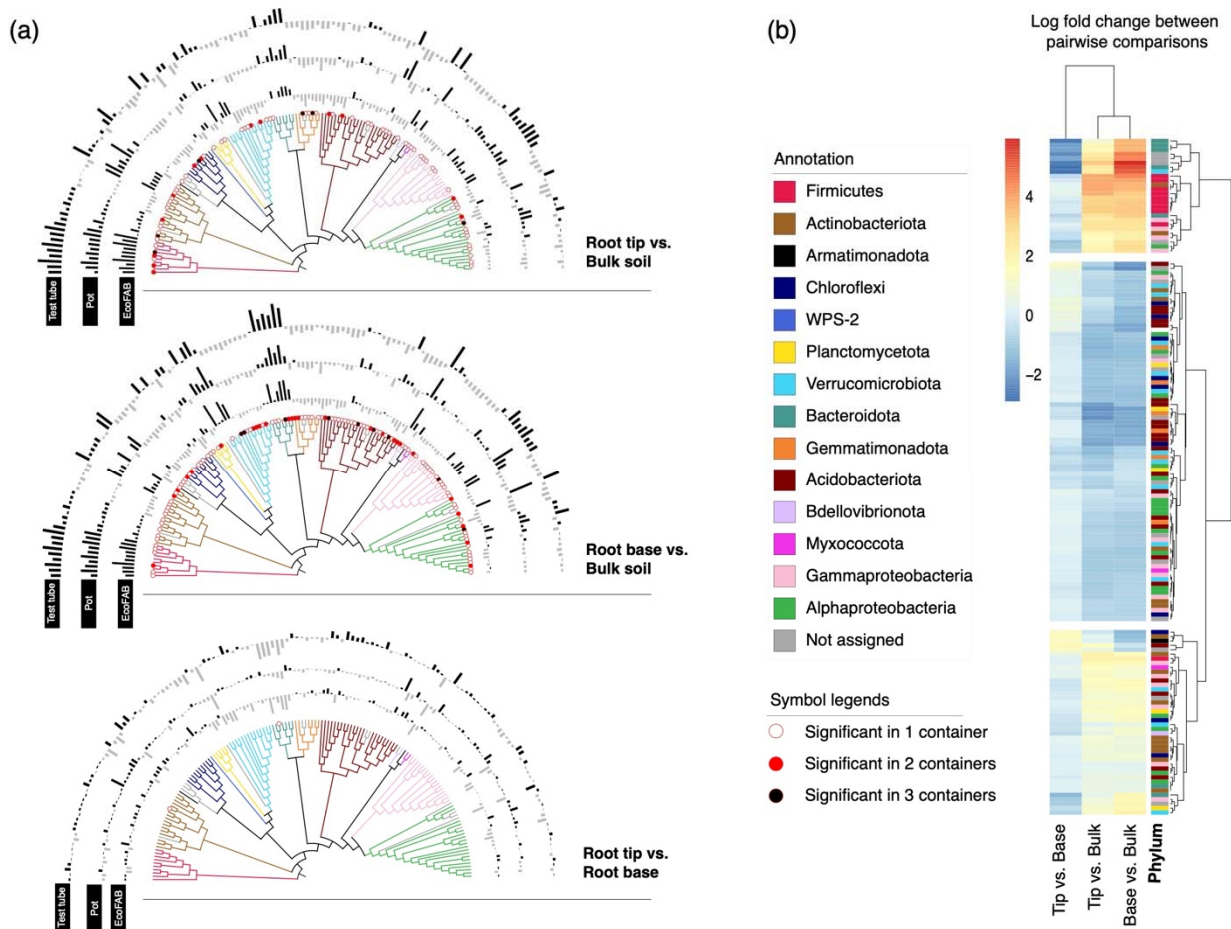 (a)
Test tube
Pot
EcoFAB
Root tip vs.
Bulk soil
Test tube
Pot
EcoFAB
Root base vs.
Bulk soil
Test tube
Pot
EcoFAB
Root tip vs.
Root base
Annotation
Firmicutes
Actinobacteriota
Armatimonadota
Chloroflexi
WPS-2
Planctomycetota
Verrucomicrobiota
Bacteroidota
Gemmatimonadota
Acidobacteriota
Bdellovibrionota
Myxococcota
Gammaproteobacteria
Alphaproteobacteria
Not assigned
Symbol legends
Significant in 1 container
Significant in 2 containers
Significant in 3 containers
(b)
Log fold change between
pairwise comparisons
4
2
0
−2
Tip vs. Base
Tip vs. Bulk
Base vs. Bulk
Phylum